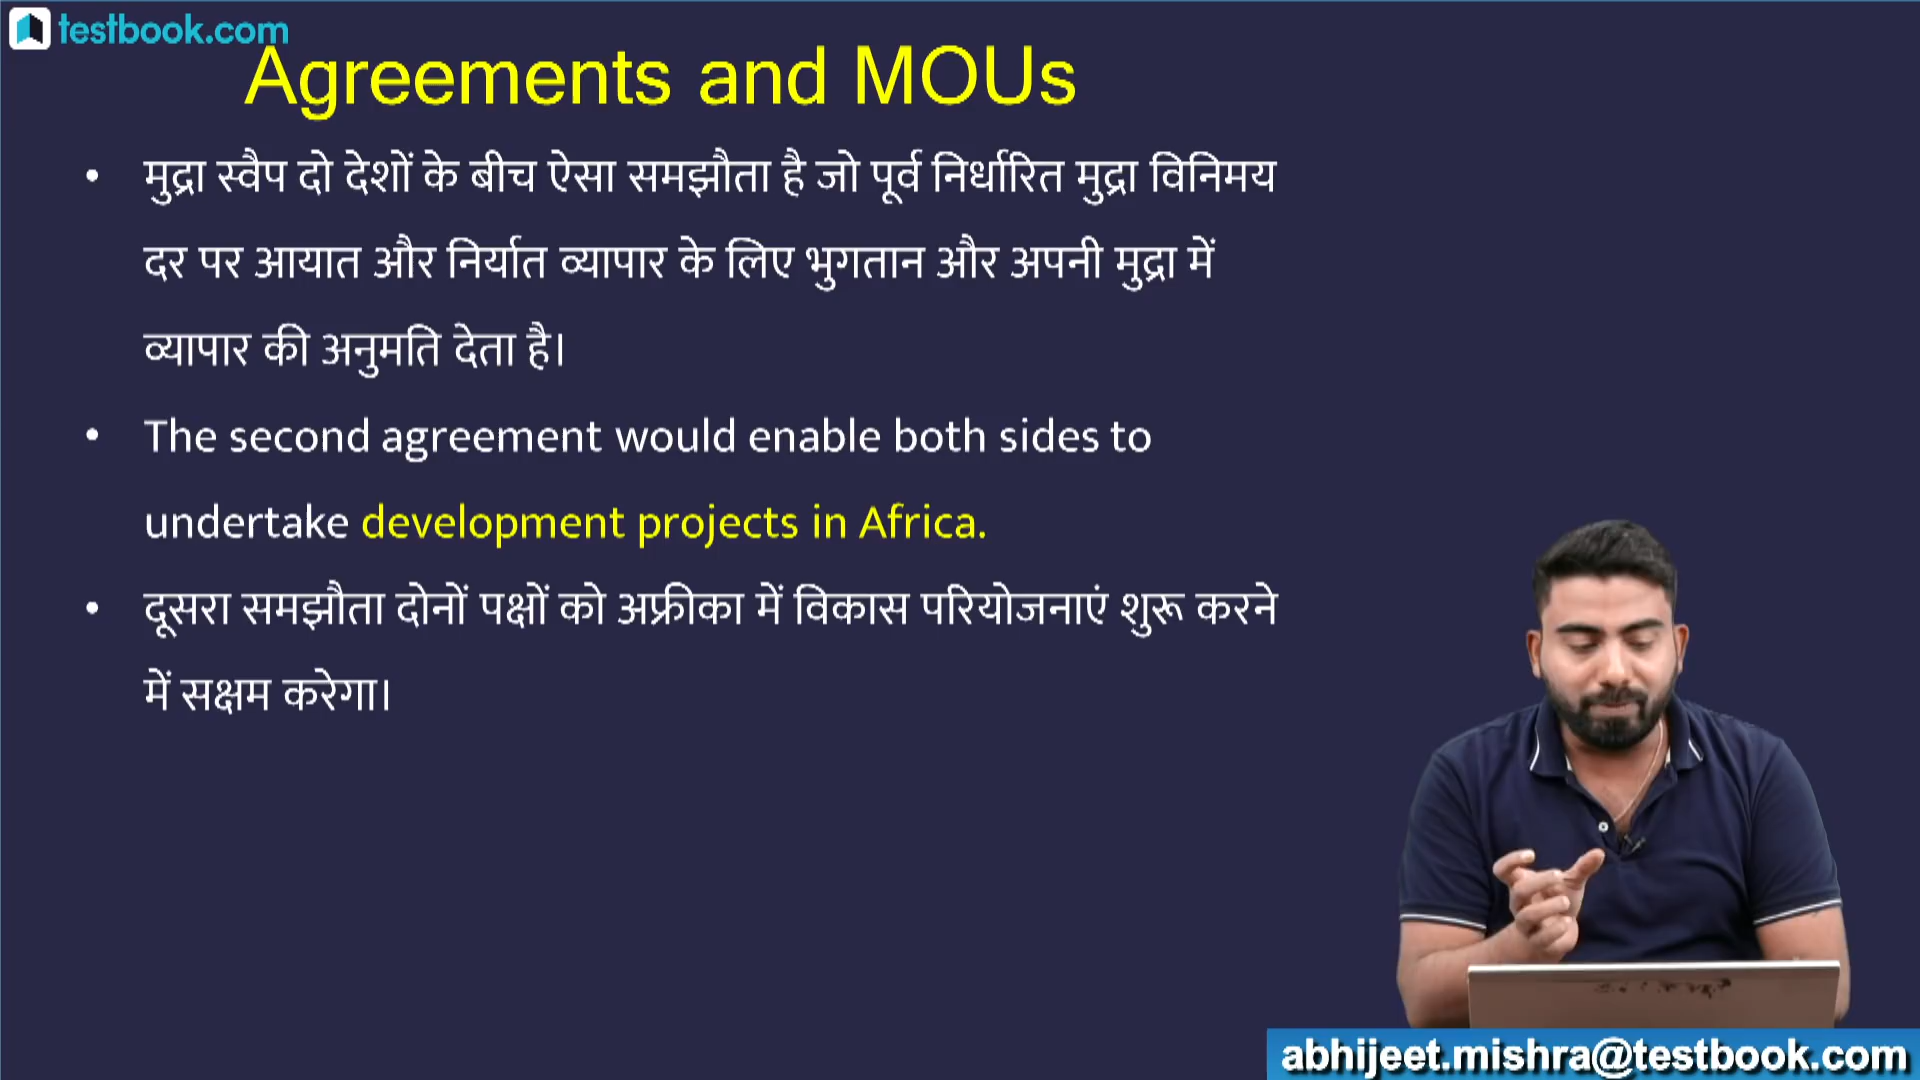 testbook.com
Agreements and MOUs
• मुद्रा स्वैप दो देशों के बीच ऐसा समझौता है जो पूर्व निर्धारित मुद्रा विनिमय
दर पर आयात और निर्यात व्यापार के लिए भुगतान और अपनी मुद्रा में
व्यापार की अनुमति देता है।
• The second agreement would enable both sides to
undertake development projects in Africa.
• दूसरा समझौता दोनों पक्षों को अफ्रीका में विकास परियोजनाएं शुरू करने
में सक्षम करेगा।
abhijeet.mishra@testbook.com